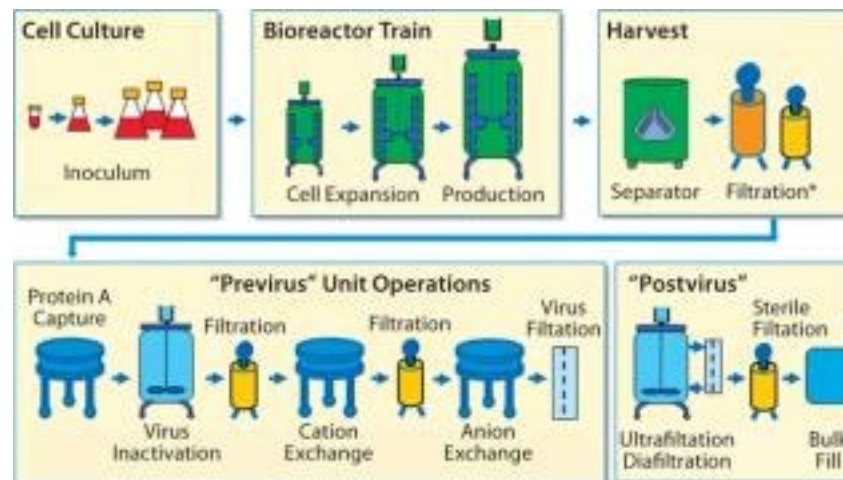 Cell Culture
Inoculum
Bioreactor Train
Cell Expansion
Production
Harvest
Separator
Filtration*
"Previrus" Unit Operations
Protein A
Capture
Virus
Inactivation
Filtration
Cation
Exchange
Filtration
Anion
Exchange
Virus
Filtation
"Postvirus"
Ultrafiltation
Diafiltration
Sterile
Filtation
Bulk
Fill